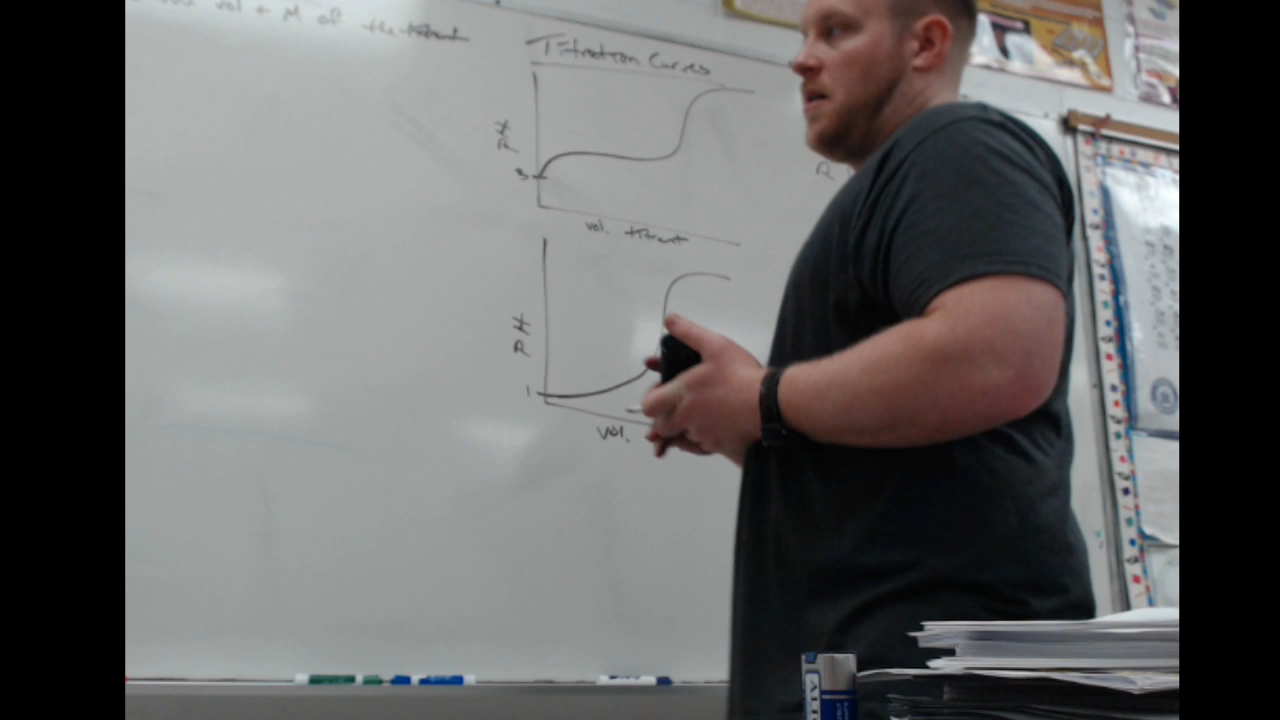 vol + M of the titrant
Titration Curves
PH
3
vol. titrant
PH
1
vol.
R